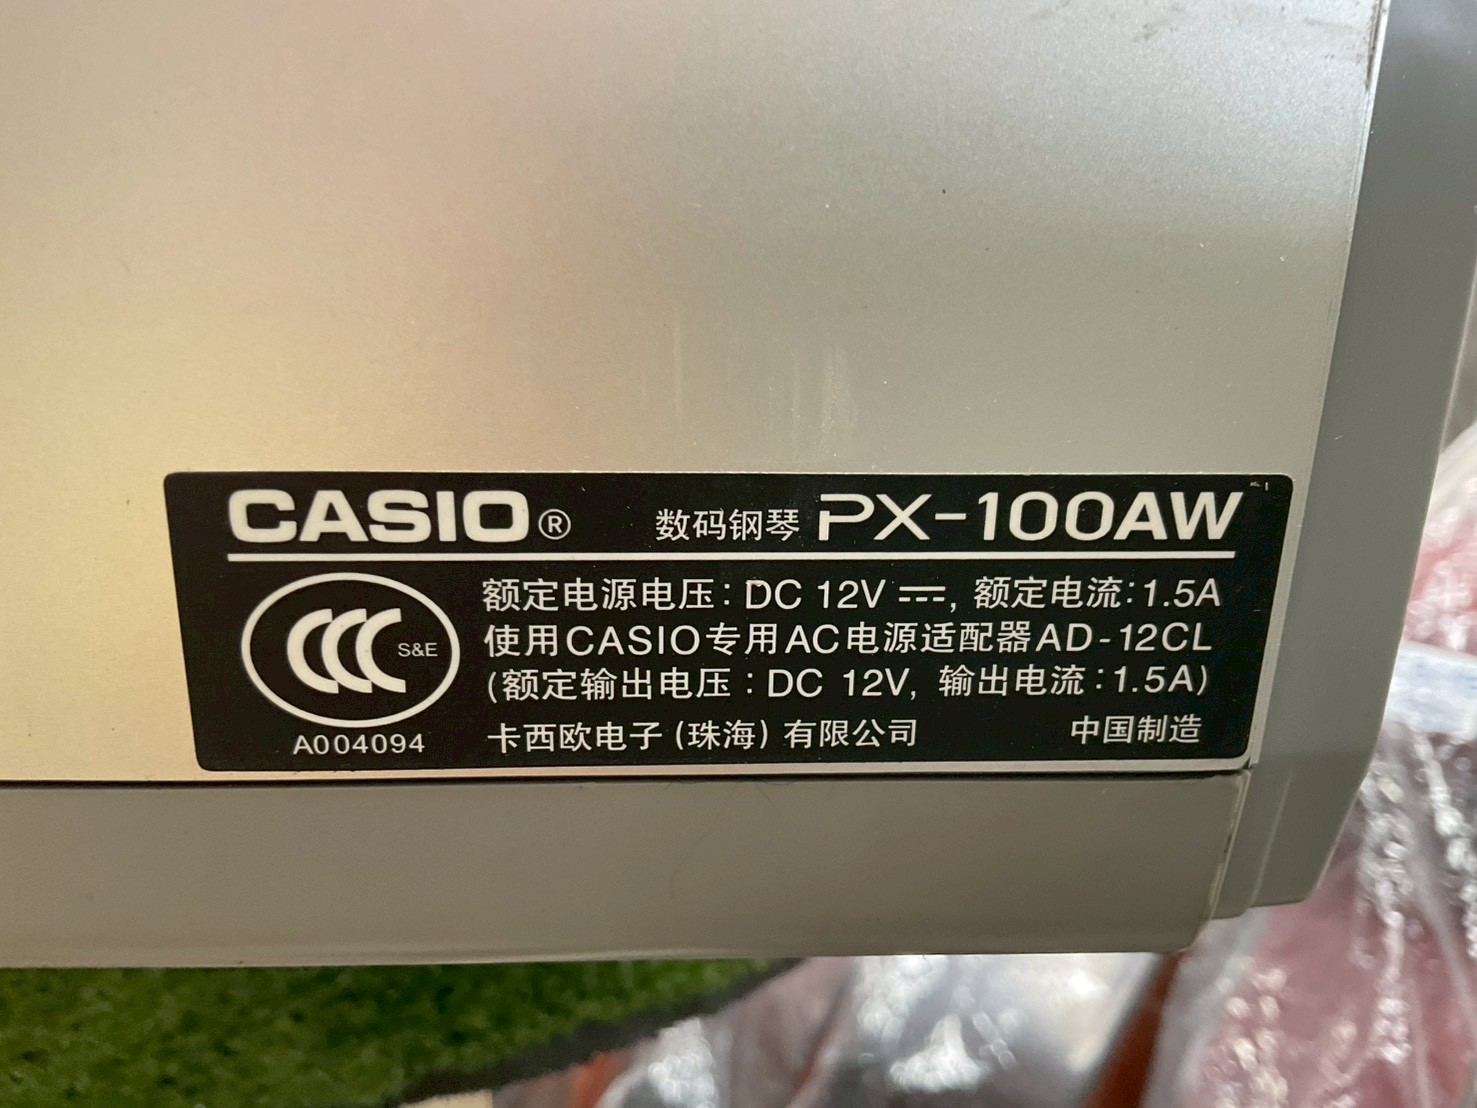 CASIO® 数码钢琴 PX-100AW
额定电源电压: DC 12V ⎓, 额定电流: 1.5A
使用CASIO专用AC电源适配器AD-12CL
(额定输出电压: DC 12V, 输出电流: 1.5A)
CCC S&E
A004094 卡西欧电子(珠海)有限公司 中国制造